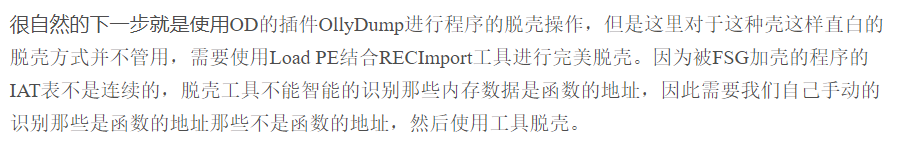 很自然的下一步就是使用OD的插件OllyDump进行程序的脱壳操作，但是这里对于这种壳这样直白的
脱壳方式并不管用，需要使用Load PE结合RECImport工具进行完美脱壳。因为被FSG加壳的程序的
IAT表不是连续的，脱壳工具不能智能的识别那些内存数据是函数的地址，因此需要我们自己手动的
识别那些是函数的地址那些不是函数的地址，然后使用工具脱壳。